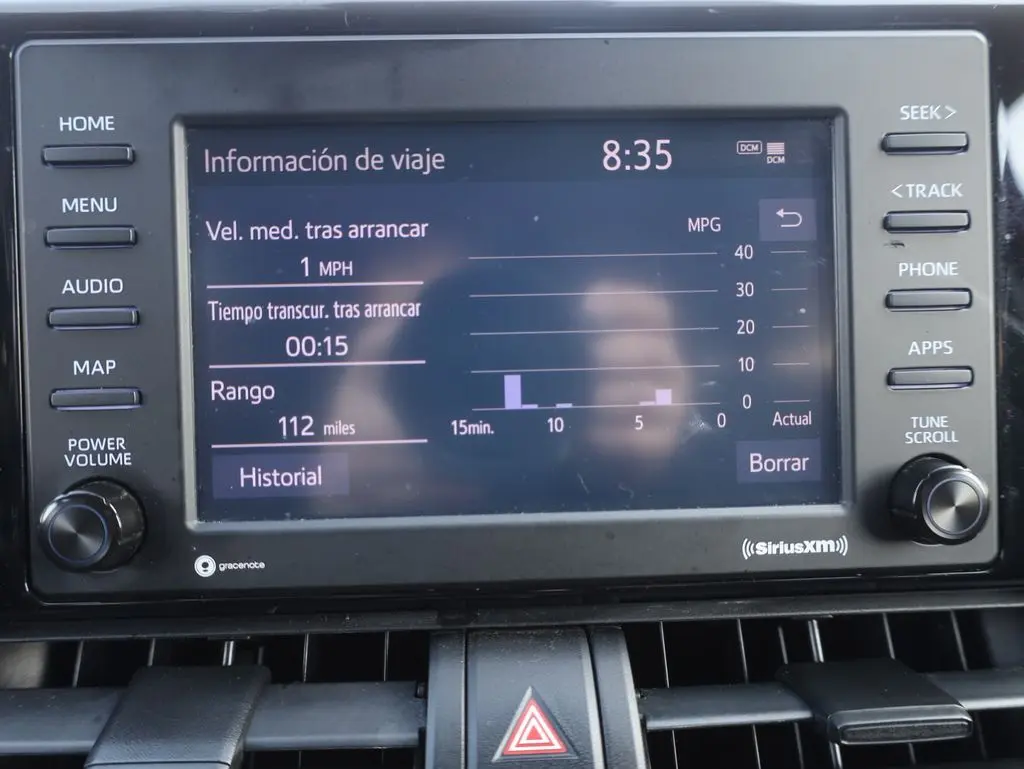 HOME
MENU
AUDIO
MAP
POWER
VOLUME
Información de viaje
8:35
DCM
DCM
Vel. med. tras arrancar
1 MPH
Tiempo transcur. tras arrancar
00:15
Rango
112 miles
Historial
MPG
40
30
20
10
0
15min. 10 5 0 Actual
Borrar
SEEK >
< TRACK
PHONE
APPS
TUNE
SCROLL
gracenote
((SiriusXM))